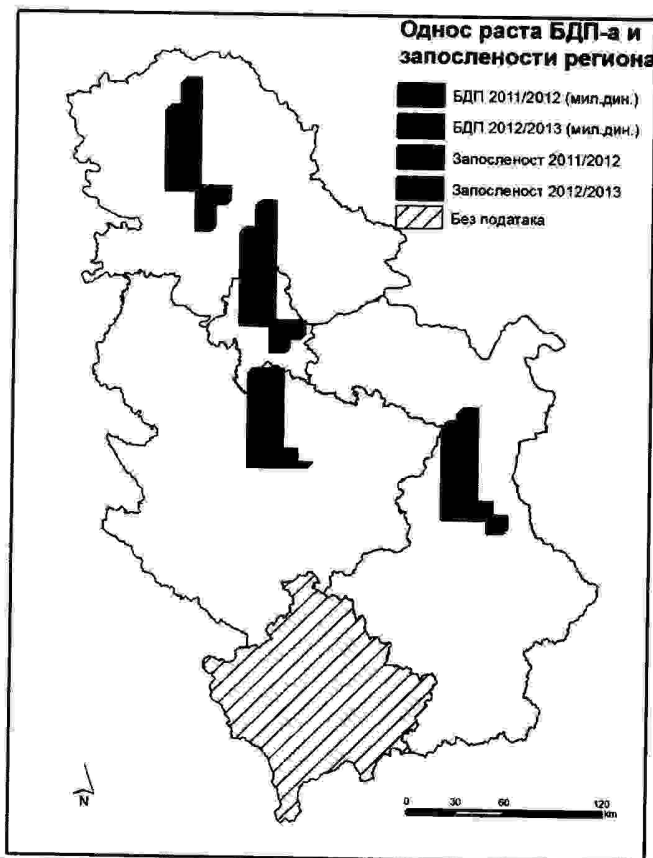 Однос раста БДП-а и
запослености региона
БДП 2011/2012 (мил.дин.)
БДП 2012/2013 (мил.дин.)
Запосленост 2011/2012
Запосленост 2012/2013
Без података
N
0 30 60 120
km